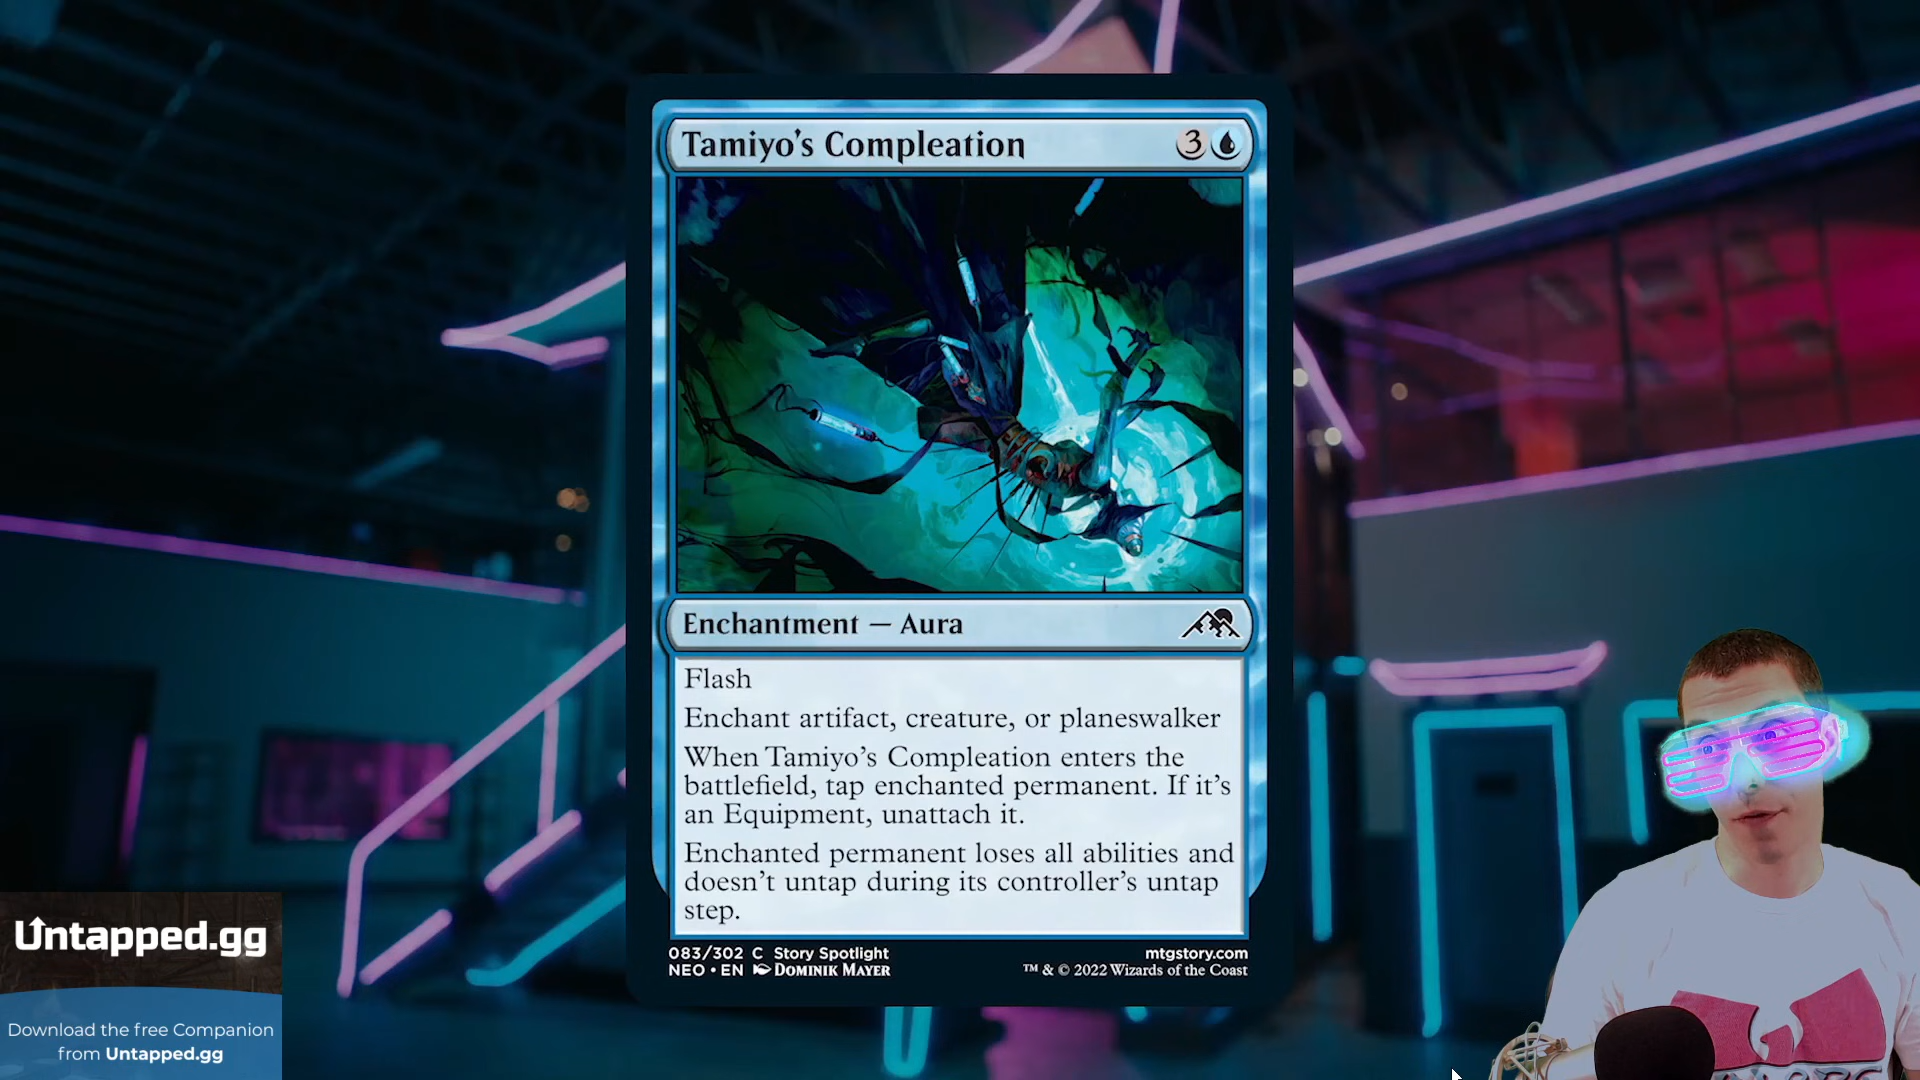 Tamiyo's Compleation 3
Enchantment — Aura
Flash
Enchant artifact, creature, or planeswalker
When Tamiyo's Compleation enters the
battlefield, tap enchanted permanent. If it's
an Equipment, unattach it.
Enchanted permanent loses all abilities and
doesn't untap during its controller's untap
step.
083/302 C Story Spotlight
NEO • EN Dominik Mayer
mtgstory.com
™ & © 2022 Wizards of the Coast
Untapped.gg
Download the free Companion
from Untapped.gg